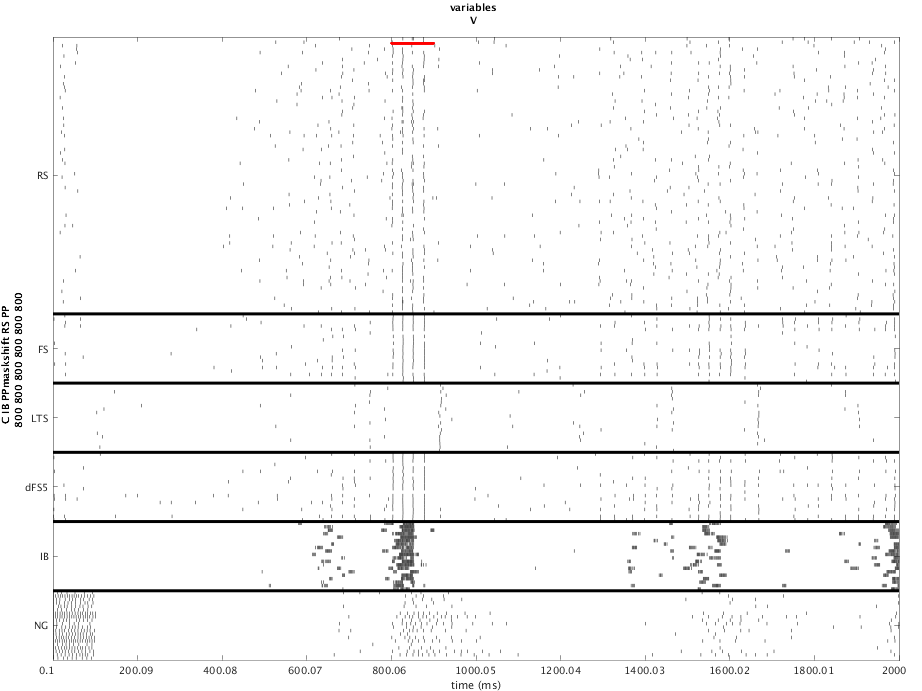 variables
V
C IB PPmaskshift RS PP
800 800 800 800 800 800
RS
FS
LTS
dFS5
IB
NG
0.1 200.09 400.08 600.07 800.06 1000.05 1200.04 1400.03 1600.02 1800.01 2000
time (ms)